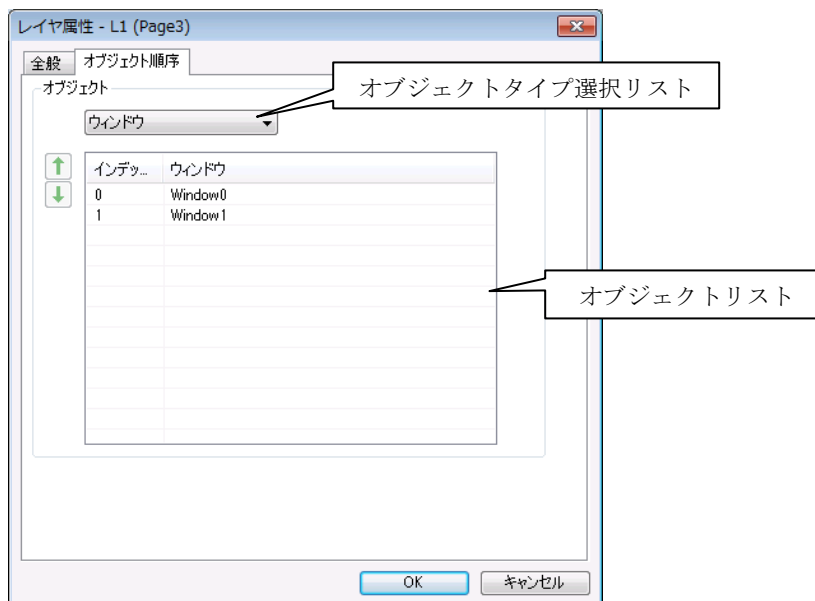 レイヤ属性 - L1 (Page3)
全般 オブジェクト順序
オブジェクト
オブジェクトタイプ選択リスト
ウィンドウ
インデッ... ウィンドウ
0 Window0
1 Window1
オブジェクトリスト
OK キャンセル